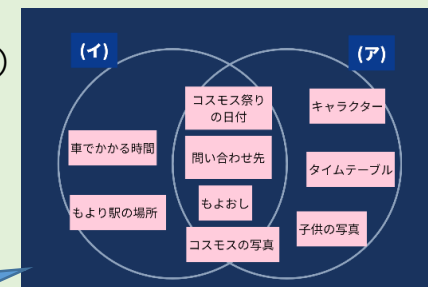 (イ)
(ア)
コスモス祭り
の日付
キャラクター
車でかかる時間
問い合わせ先
タイムテーブル
もより駅の場所
もよおし
子供の写真
コスモスの写真